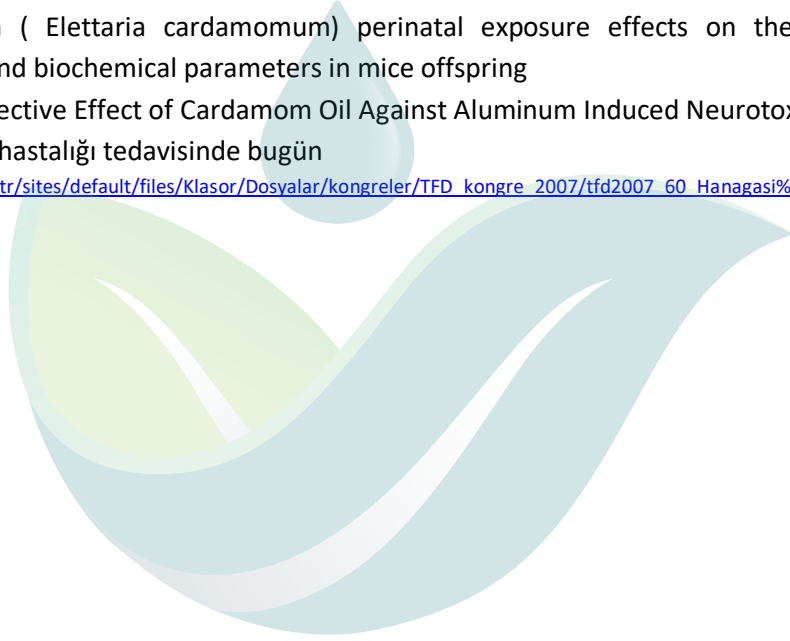 ( Elettaria cardamomum) perinatal exposure effects on the
nd biochemical parameters in mice offspring
ective Effect of Cardamom Oil Against Aluminum Induced Neurotox
hastalığı tedavisinde bugün
tr/sites/default/files/Klasor/Dosyalar/kongreler/TFD_kongre_2007/tfd2007_60_Hanagasi%